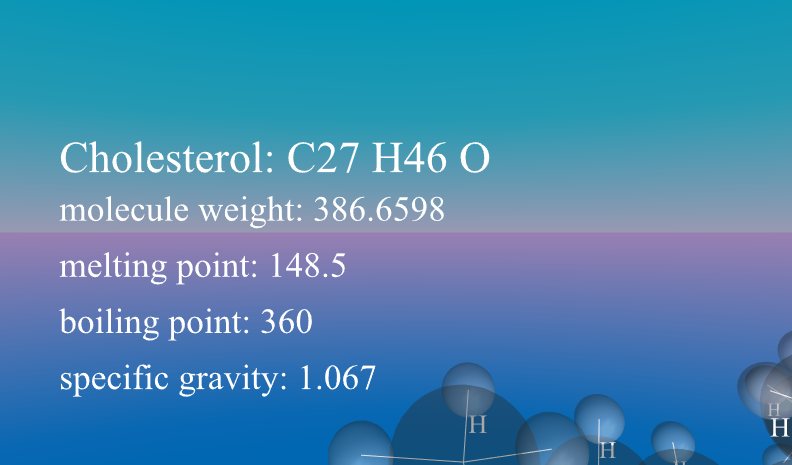 Cholesterol: C27 H46 O
molecule weight: 386.6598
melting point: 148.5
boiling point: 360
specific gravity: 1.067
H
H
H
H